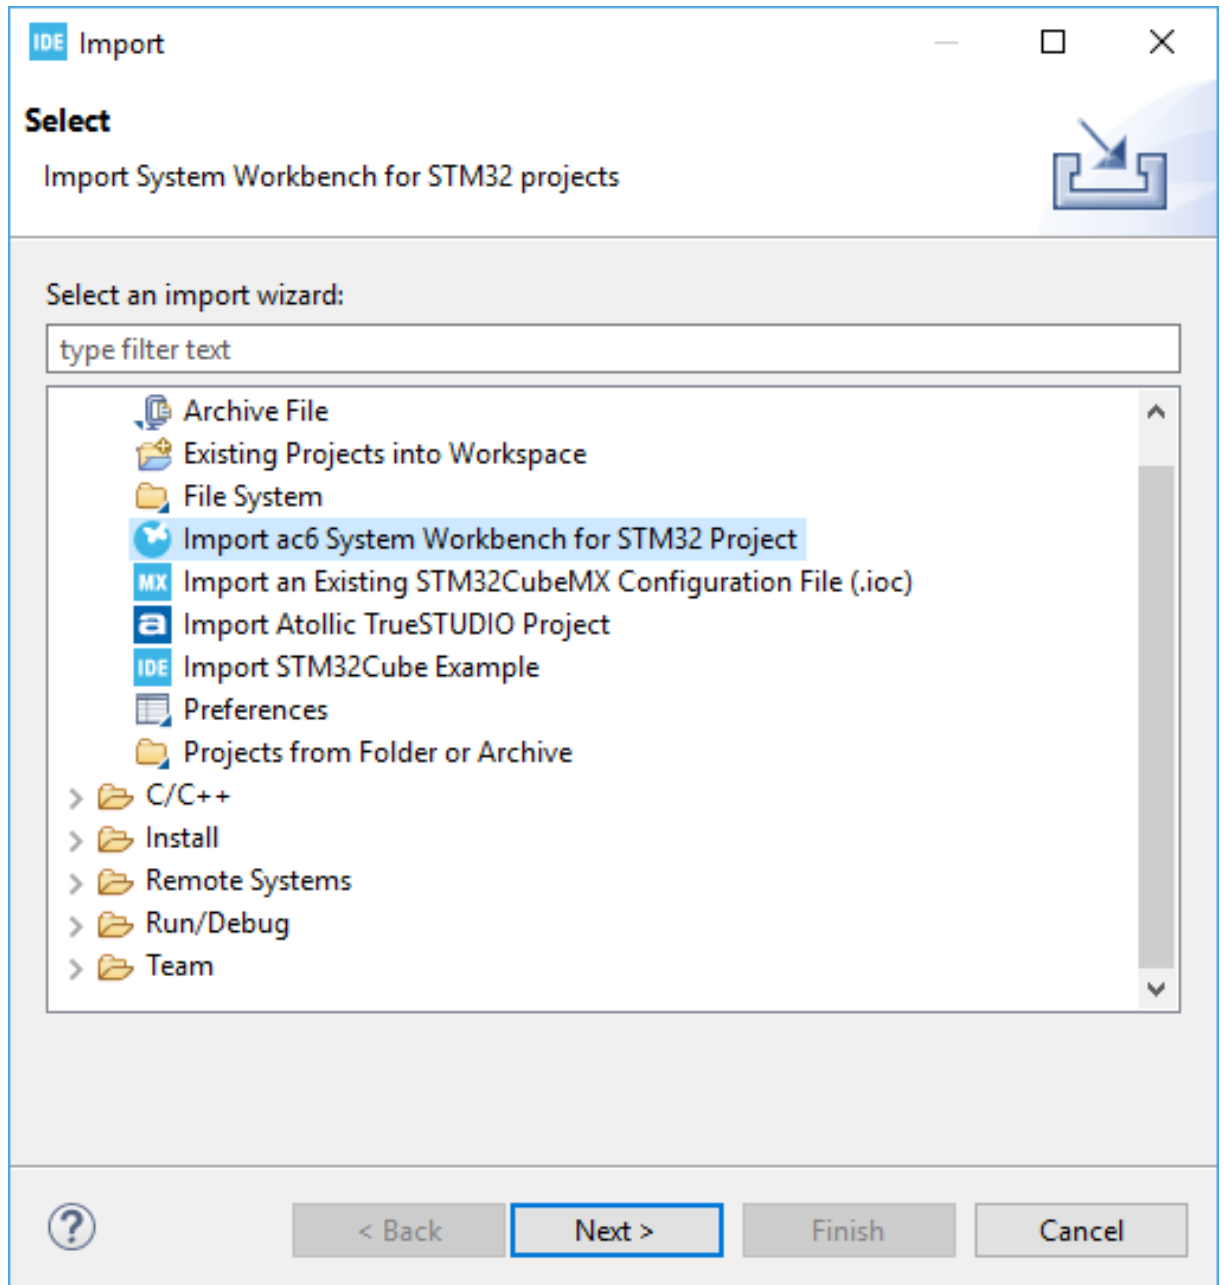 IDE Import
Select
Import System Workbench for STM32 projects
Select an import wizard:
type filter text
Archive File
Existing Projects into Workspace
File System
Import ac6 System Workbench for STM32 Project
MX Import an Existing STM32CubeMX Configuration File (.ioc)
a Import Atollic TrueSTUDIO Project
IDE Import STM32Cube Example
Preferences
Projects from Folder or Archive
> C/C++
> Install
> Remote Systems
> Run/Debug
> Team
? < Back Next > Finish Cancel